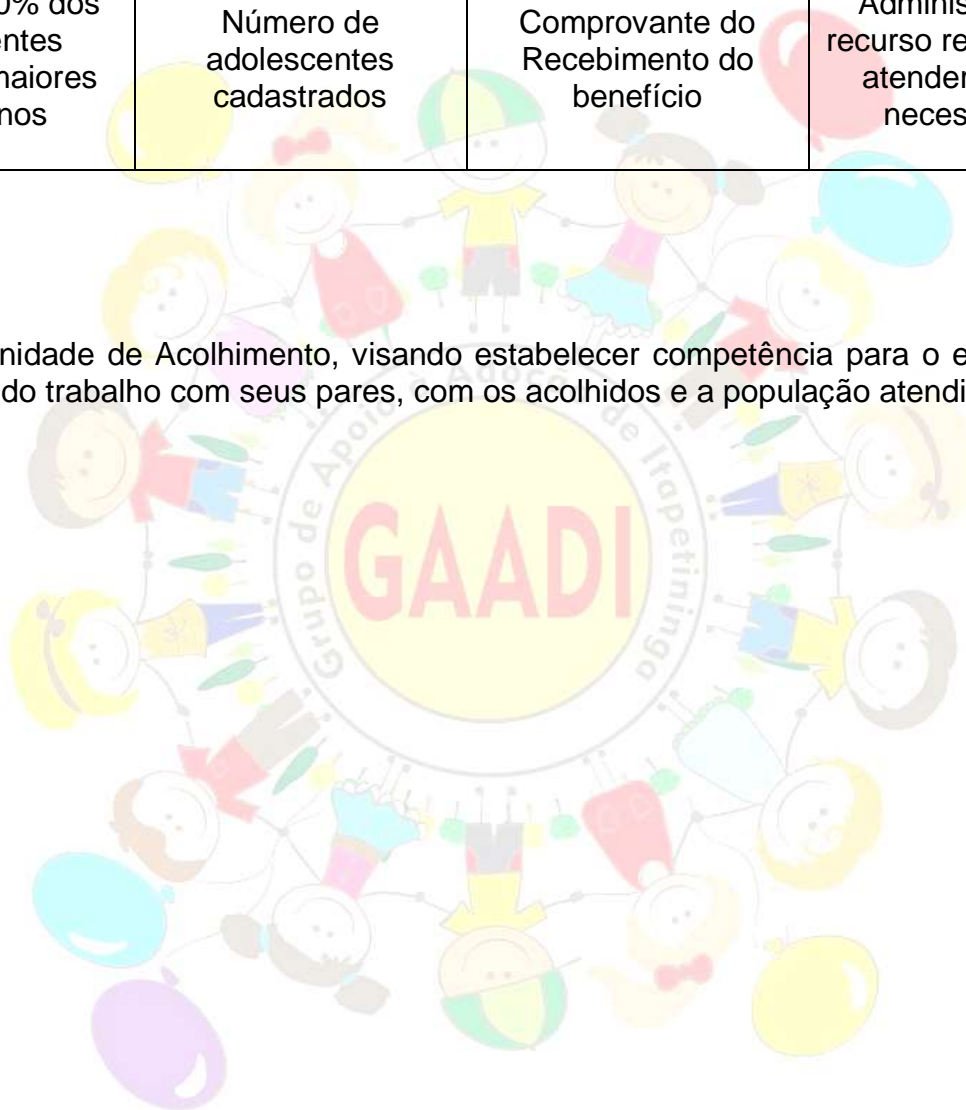 0% dos
entes
maiores
nos
Número de
adolescentes
cadastrados
Comprovante do
Recebimento do
benefício
Adminis
recurso re
atender
neces
nidade de Acolhimento, visando estabelecer competência para o e
do trabalho com seus pares, com os acolhidos e a população atendi
Grupo de Apoio à Adoção de Itapetininga
GAADI